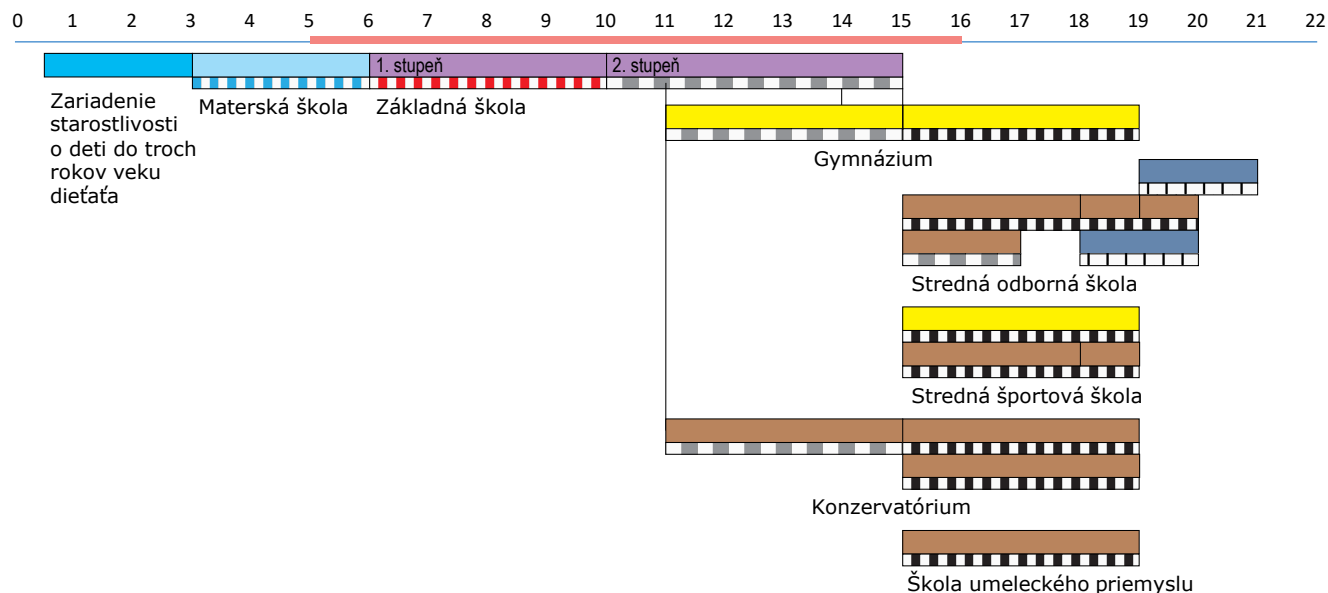 0 1 2 3 4 5 6 7 8 9 10 11 12 13 14 15 16 17 18 19 20 21 22
1. stupeň 2. stupeň
Zariadenie
starostlivosti
o deti do troch
rokov veku
dieťaťa
Materská škola
Základná škola
Gymnázium
Stredná odborná škola
Stredná športová škola
Konzervatórium
Škola umeleckého priemyslu